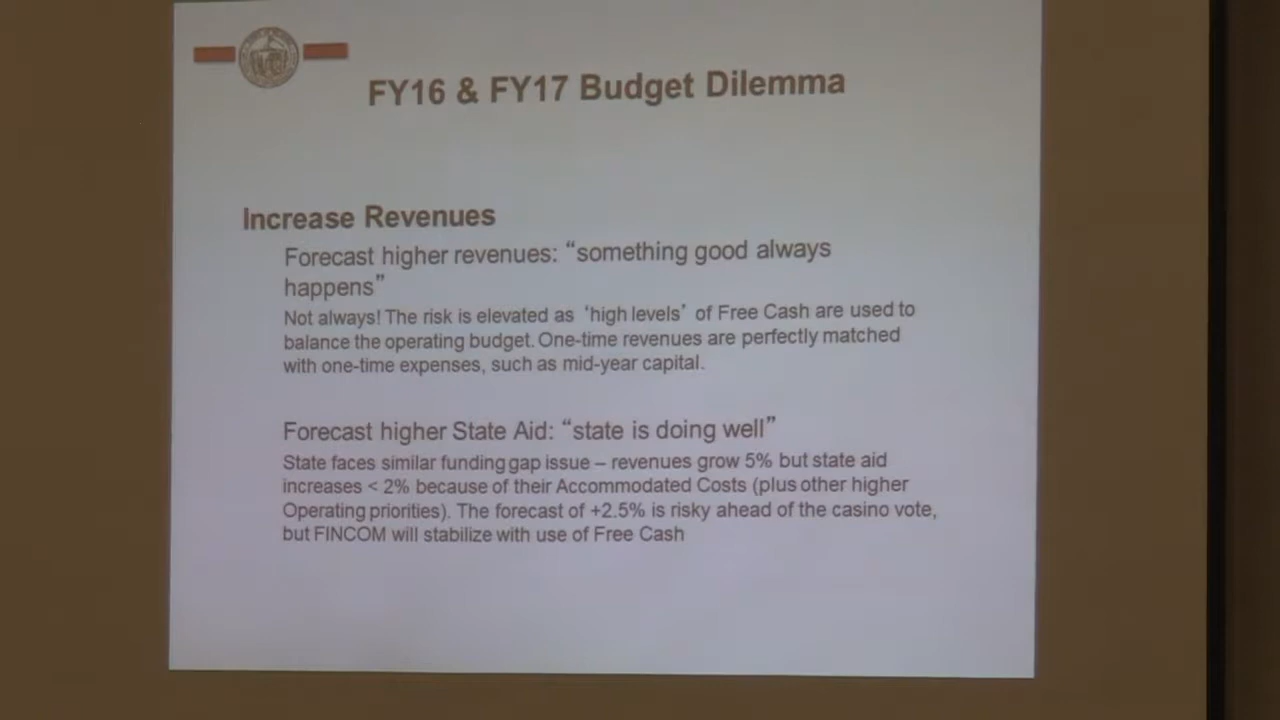 FY16 & FY17 Budget Dilemma
Increase Revenues
Forecast higher revenues: “something good always
happens”
Not always! The risk is elevated as ‘high levels’ of Free Cash are used to
balance the operating budget. One-time revenues are perfectly matched
with one-time expenses, such as mid-year capital.
Forecast higher State Aid: “state is doing well”
State faces similar funding gap issue – revenues grow 5% but state aid
increases < 2% because of their Accommodated Costs (plus other higher
Operating priorities). The forecast of +2.5% is risky ahead of the casino vote,
but FINCOM will stabilize with use of Free Cash